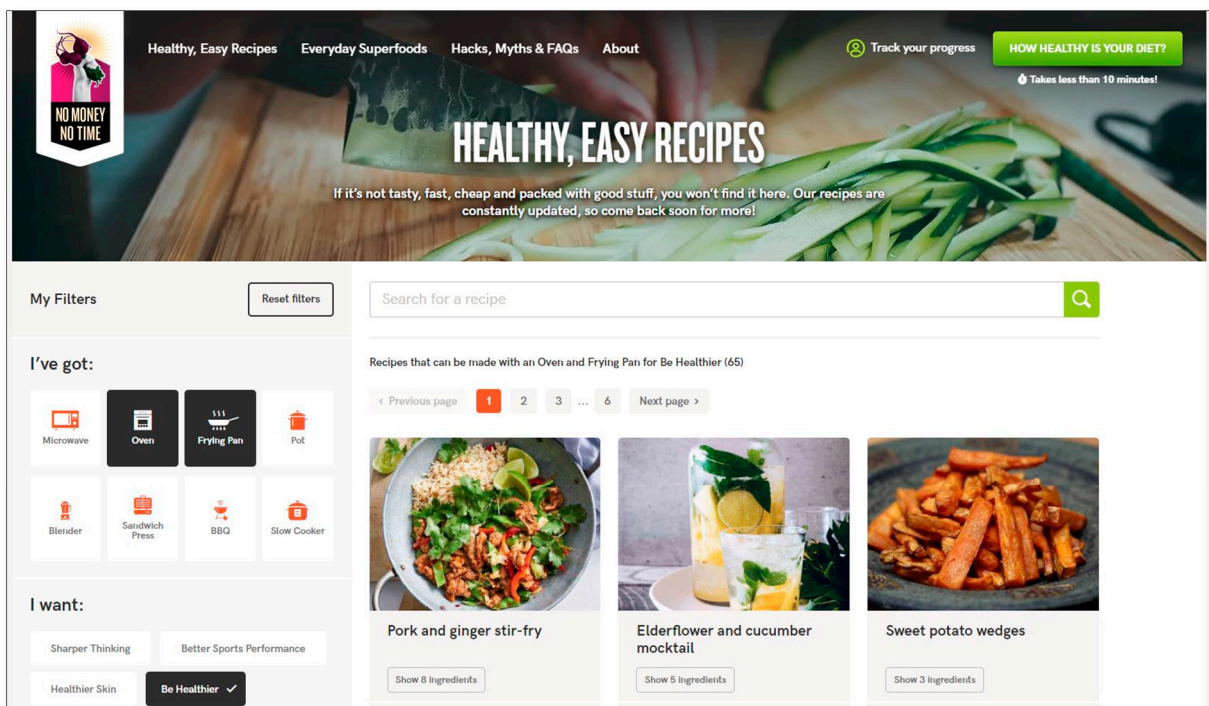 NO MONEY
NO TIME
Healthy, Easy Recipes
Everyday Superfoods
Hacks, Myths & FAQs
About
Track your progress
HOW HEALTHY IS YOUR DIET?
Takes less than 10 minutes!
HEALTHY, EASY RECIPES
If it's not tasty, fast, cheap and packed with good stuff, you won't find it here. Our recipes are
constantly updated, so come back soon for more!
My Filters
Reset filters
Search for a recipe
I've got:
Microwave
Oven
Frying Pan
Pot
Blender
Sandwich
Press
BBQ
Slow Cooker
I want:
Sharper Thinking
Better Sports Performance
Healthier Skin
Be Healthier ✓
Recipes that can be made with an Oven and Frying Pan for Be Healthier (65)
‹ Previous page
1
2
3
...
6
Next page ›
Pork and ginger stir-fry
Show 8 ingredients
Elderflower and cucumber
mocktail
Show 5 ingredients
Sweet potato wedges
Show 3 ingredients